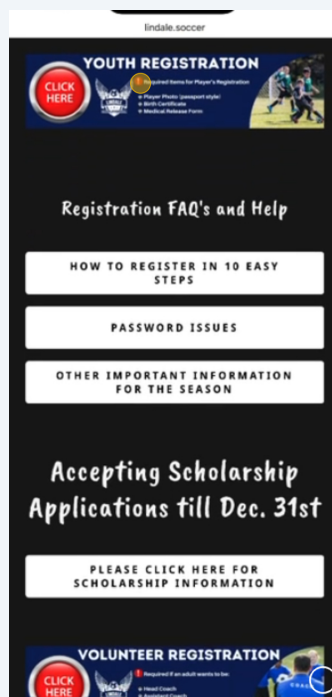 lindale.soccer
YOUTH REGISTRATION
CLICK
HERE
! Required Items for Player's Registration
LINDALE
Player Photo (passport style)
Birth Certificate
Medical Release Form
Registration FAQ's and Help
HOW TO REGISTER IN 10 EASY
STEPS
PASSWORD ISSUES
OTHER IMPORTANT INFORMATION
FOR THE SEASON
Accepting Scholarship
Applications till Dec. 31st
PLEASE CLICK HERE FOR
SCHOLARSHIP INFORMATION
VOLUNTEER REGISTRATION
CLICK
HERE
! Required if an adult wants to be:
Head Coach
Assistant Coach
COACH